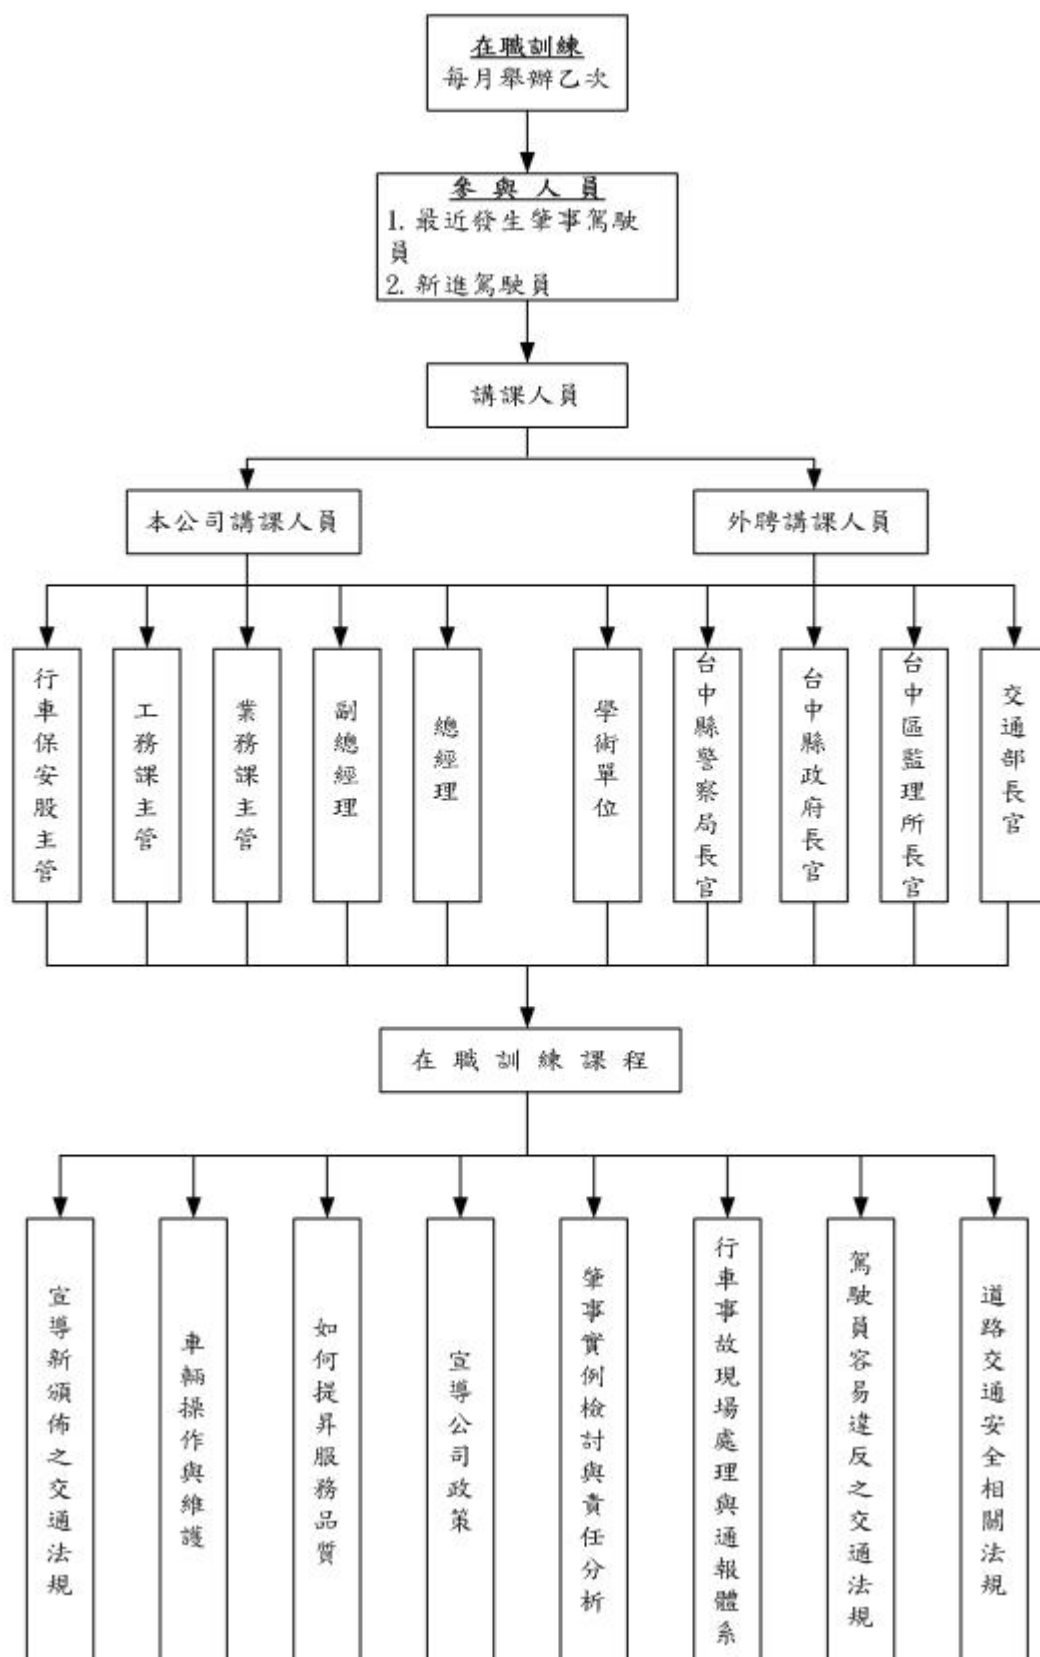 在職訓練
每月舉辦乙次
參與人員
1. 最近發生肇事駕駛
員
2. 新進駕駛員
講課人員
本公司講課人員
外聘講課人員
行車保安股主管
工務課主管
業務課主管
副總經理
總經理
學術單位
台中縣警察局長官
台中縣政府長官
台中區監理所長官
交通部長官
在職訓練課程
宣導新頒佈之交通法規
車輛操作與維護
如何提昇服務品質
宣導公司政策
肇事實例檢討與責任分析
行車事故現場處理與通報體系
駕駛員容易違反之交通法規
道路交通安全相關法規